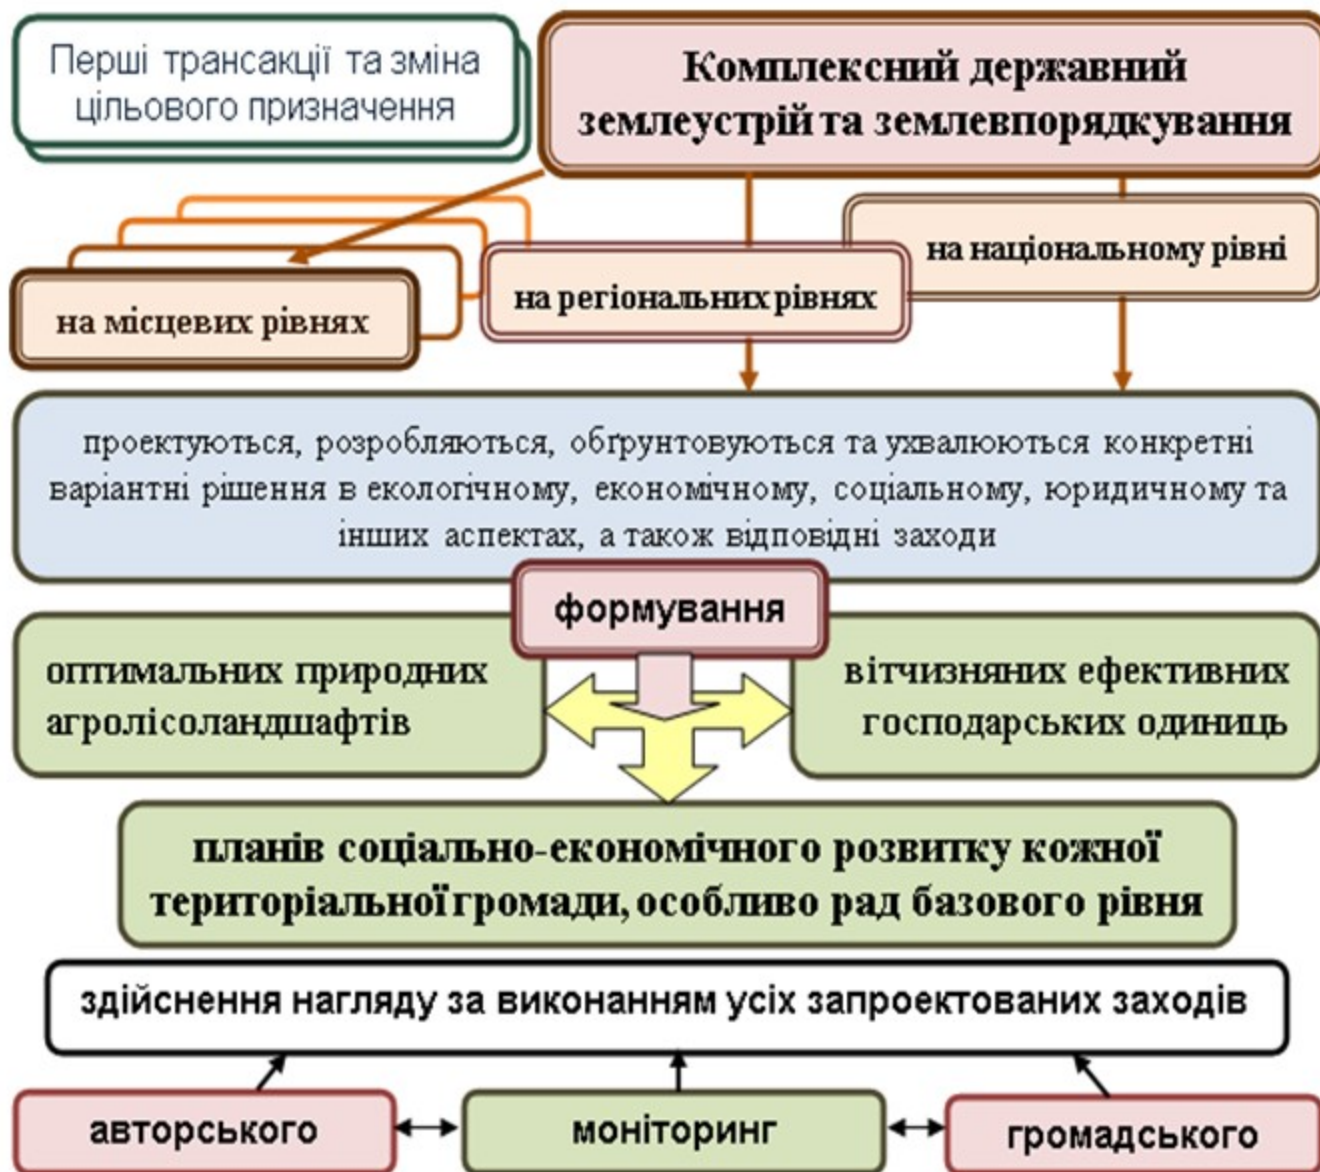 Перші трансакції та зміна
цільового призначення
Комплексний державний
землеустрій та землевпорядкування
на місцевих рівнях
на регіональних рівнях
на національному рівні
проектуються, розробляються, обґрунтовуються та ухвалюються конкретні
варіантні рішення в екологічному, економічному, соціальному, юридичному та
інших аспектах, а також відповідні заходи
формування
оптимальних природних
агролісоландшафтів
вітчизняних ефективних
господарських одиниць
планів соціально-економічного розвитку кожної
територіальної громади, особливо рад базового рівня
здійснення нагляду за виконанням усіх запроектованих заходів
авторського
моніторинг
громадського